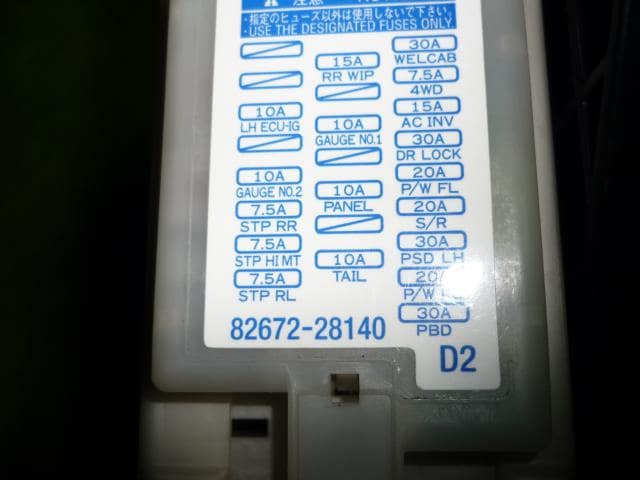 注意
・指定のヒューズ以外は使用しないで下さい
・USE THE DESIGNATED FUSES ONLY
10A
LH ECU-IG
10A
GAUGE NO.2
7.5A
STP RR
7.5A
STP HI MT
7.5A
STP RL
15A
RR WIP
10A
GAUGE NO.1
10A
PANEL
10A
TAIL
30A
WELCAB
7.5A
4WD
15A
AC INV
30A
DR LOCK
20A
P/W FL
20A
S/R
30A
PSD LH
20A
P/W
30A
PBD
82672-28140
D2